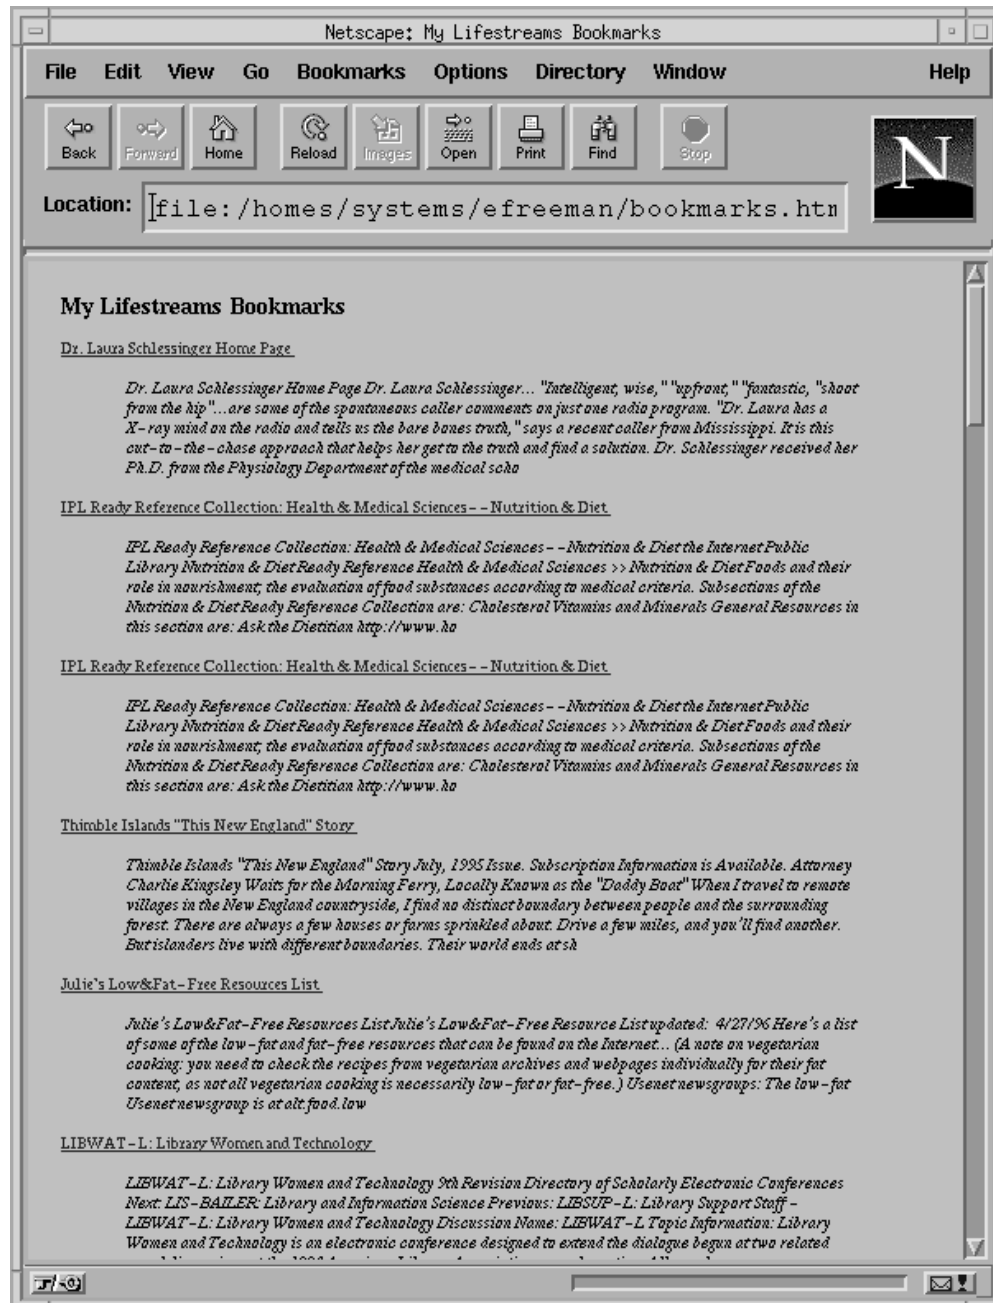 Netscape: My Lifestreams Bookmarks
File Edit View Go Bookmarks Options Directory Window Help
Back Forward Home Reload Images Open Print Find Stop
N
Location: file:/homes/systems/efreeman/bookmarks.htm
My Lifestreams Bookmarks
Dr. Laura Schlessinger Home Page
Dr. Laura Schlessinger Home Page Dr. Laura Schlessinger... "Intelligent, wise," "upfront," "fantastic, "shoot
from the hip"...are some of the spontaneous caller comments on just one radio program. "Dr. Laura has a
X-ray mind on the radio and tells us the bare bones truth," says a recent caller from Mississippi. It is this
cut-to-the-chase approach that helps her get to the truth and find a solution. Dr. Schlessinger received her
Ph.D. from the Physiology Department of the medical scho
IPL Ready Reference Collection: Health & Medical Sciences--Nutrition & Diet
IPL Ready Reference Collection: Health & Medical Sciences--Nutrition & Diet the Internet Public
Library Nutrition & Diet Ready Reference Health & Medical Sciences >> Nutrition & Diet Foods and their
role in nourishment; the evaluation of food substances according to medical criteria. Subsections of the
Nutrition & Diet Ready Reference Collection are: Cholesterol Vitamins and Minerals General Resources in
this section are: Ask the Dietitian http://www.ho
IPL Ready Reference Collection: Health & Medical Sciences--Nutrition & Diet
IPL Ready Reference Collection: Health & Medical Sciences--Nutrition & Diet the Internet Public
Library Nutrition & Diet Ready Reference Health & Medical Sciences >> Nutrition & Diet Foods and their
role in nourishment; the evaluation of food substances according to medical criteria. Subsections of the
Nutrition & Diet Ready Reference Collection are: Cholesterol Vitamins and Minerals General Resources in
this section are: Ask the Dietitian http://www.ho
Thimble Islands "This New England" Story
Thimble Islands "This New England" Story July, 1995 Issue. Subscription Information is Available. Attorney
Charlie Kingsley Waits for the Morning Ferry, Locally Known as the "Daddy Boat" When I travel to remote
villages in the New England countryside, I find no distinct boundary between people and the surrounding
forest. There are always a few houses or farms sprinkled about. Drive a few miles, and you'll find another.
But islanders live with different boundaries. Their world ends at sh
Julie's Low&Fat-Free Resources List
Julie's Low&Fat-Free Resources List Julie's Low&Fat-Free Resource List updated: 4/27/96 Here's a list
of some of the low-fat and fat-free resources that can be found on the Internet... (A note on vegetarian
cooking: you need to check the recipes from vegetarian archives and webpages individually for their fat
content, as not all vegetarian cooking is necessarily low-fat or fat-free.) Usenet newsgroups: The low-fat
Usenet newsgroup is at alt.food.low
LIBWAT-L: Library Women and Technology
LIBWAT-L: Library Women and Technology 9th Revision Directory of Scholarly Electronic Conferences
Next: LIS-BAILER: Library and Information Science Previous: LIBSUP-L: Library Support Staff -
LIBWAT-L: Library Women and Technology Discussion Name: LIBWAT-L Topic Information: Library
Women and Technology is an electronic conference designed to extend the dialogue begun at two related